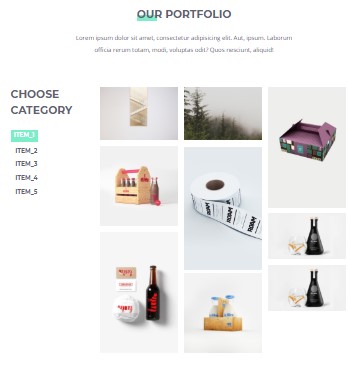 OUR PORTFOLIO
Lorem ipsum dolor sit amet, consectetur adipisicing elit. Aut, ipsum. Laborum
officia rerum totam, modi, voluptas odit? Quos nesciunt, aliquid!
CHOOSE
CATEGORY
ITEM_1
ITEM_2
ITEM_3
ITEM_4
ITEM_5